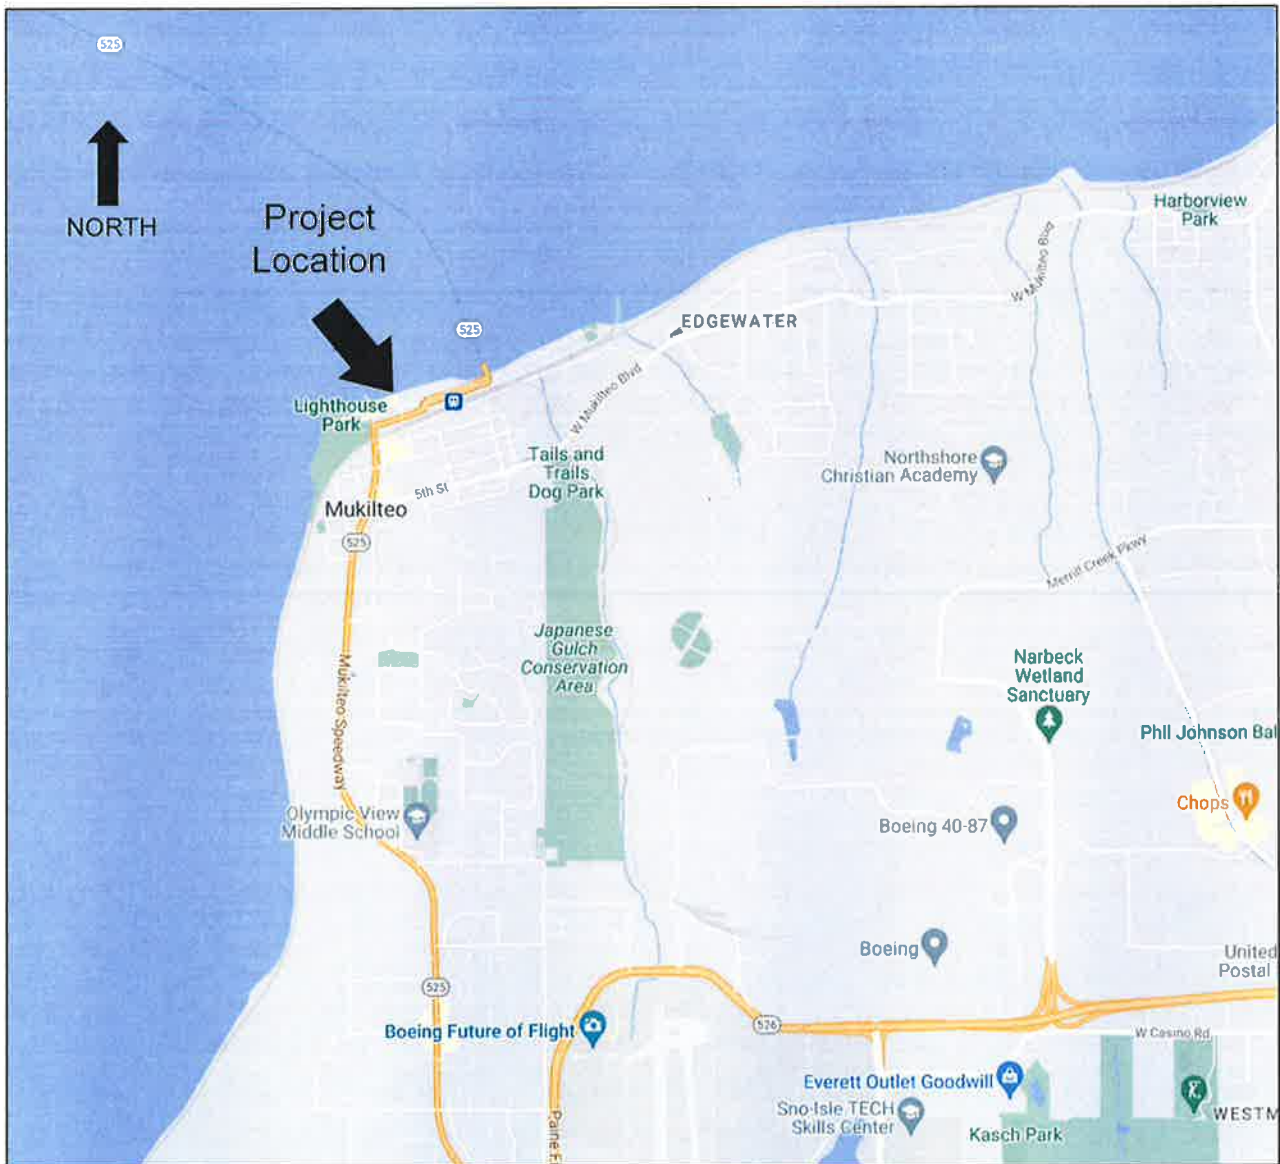 525
NORTH
Project
Location
Harborview
Park
W Mukilteo Blvd
525
EDGEWATER
Lighthouse
Park
W Mukilteo Blvd
Tails and
Trails
Dog Park
Northshore
Christian Academy
5th St
Mukilteo
525
Merrill Creek Pkwy
Japanese
Gulch
Conservation
Area
Narbeck
Wetland
Sanctuary
Mukilteo Speedway
Phil Johnson Bal
Chops
Olympic View
Middle School
Boeing 40-87
Boeing
United
Postal
525
Boeing Future of Flight
526
W Casino Rd
Everett Outlet Goodwill
Sno-Isle TECH
Skills Center
Kasch Park
WESTM
Paine F